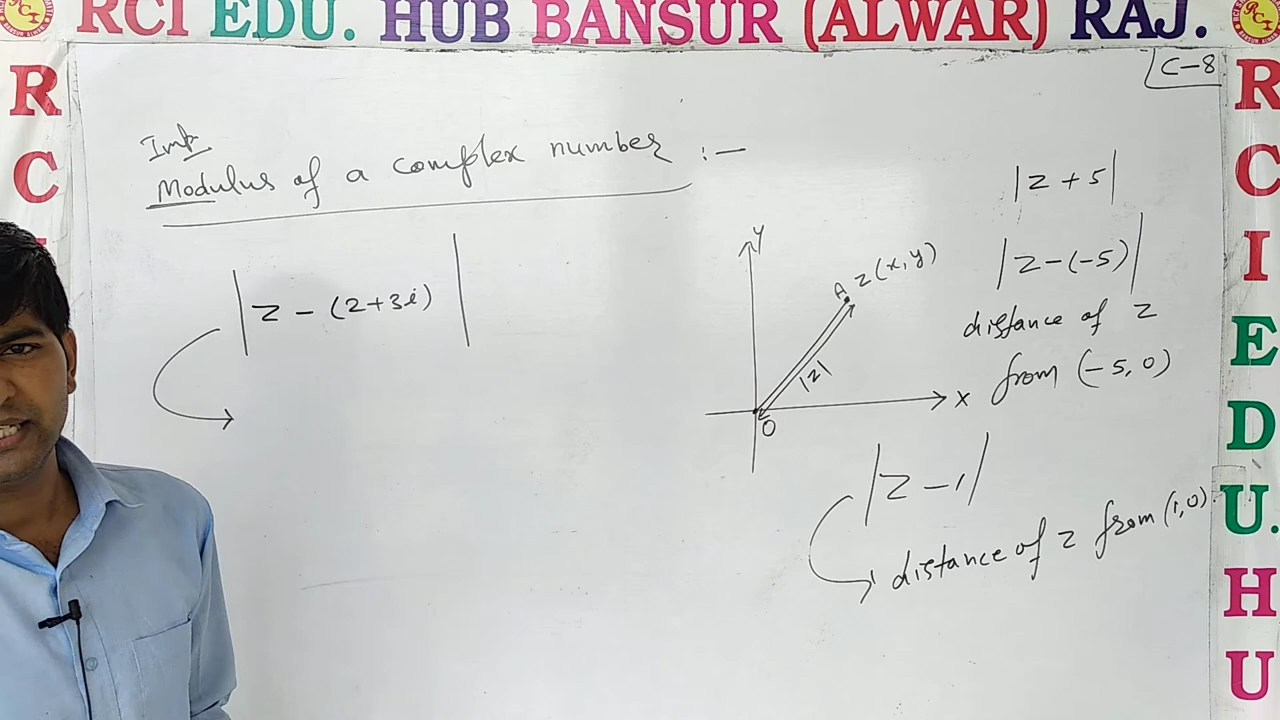 RCI EDU. HUB BANSUR (ALWAR) RAJ.
C-8
Imp
Modulus of a complex number :-
|z - (2+3i)|
y
A z(x,y)
|z|
O
x
|z+5|
|z-(-5)|
distance of z
from (-5, 0)
|z-1|
distance of z from (1,0)
R
C
R
C
I
E
D
U.
H
U